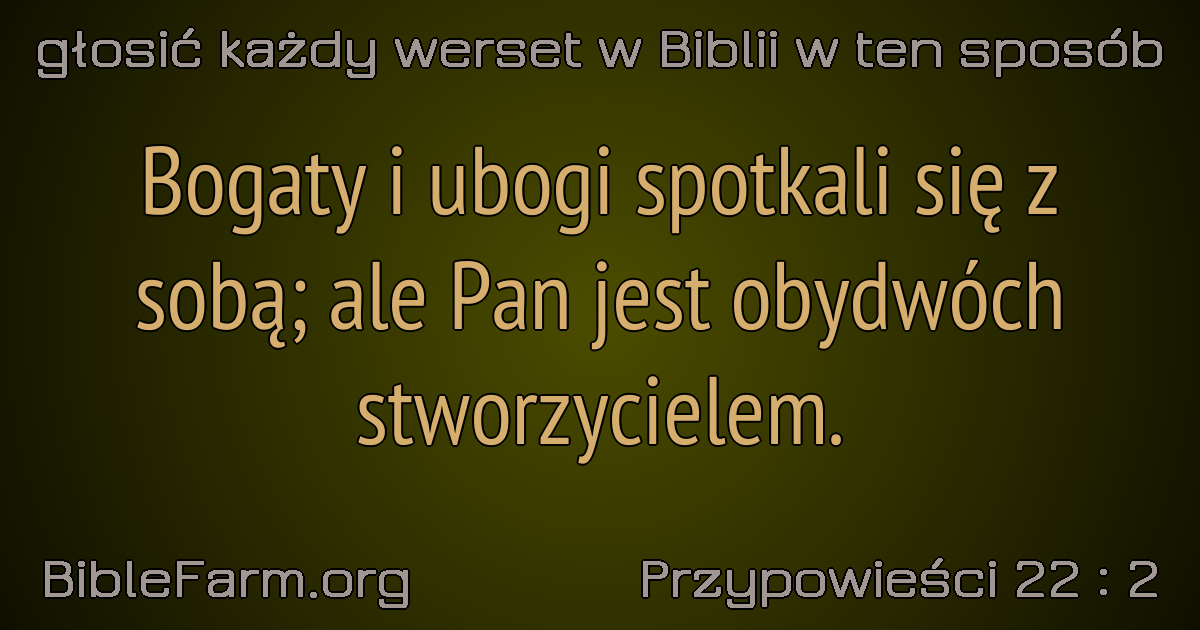 głosić każdy werset w Biblii w ten sposób
Bogaty i ubogi spotkali się z
sobą; ale Pan jest obydwóch
stworzycielem.
BibleFarm.org
Przypowieści 22 : 2